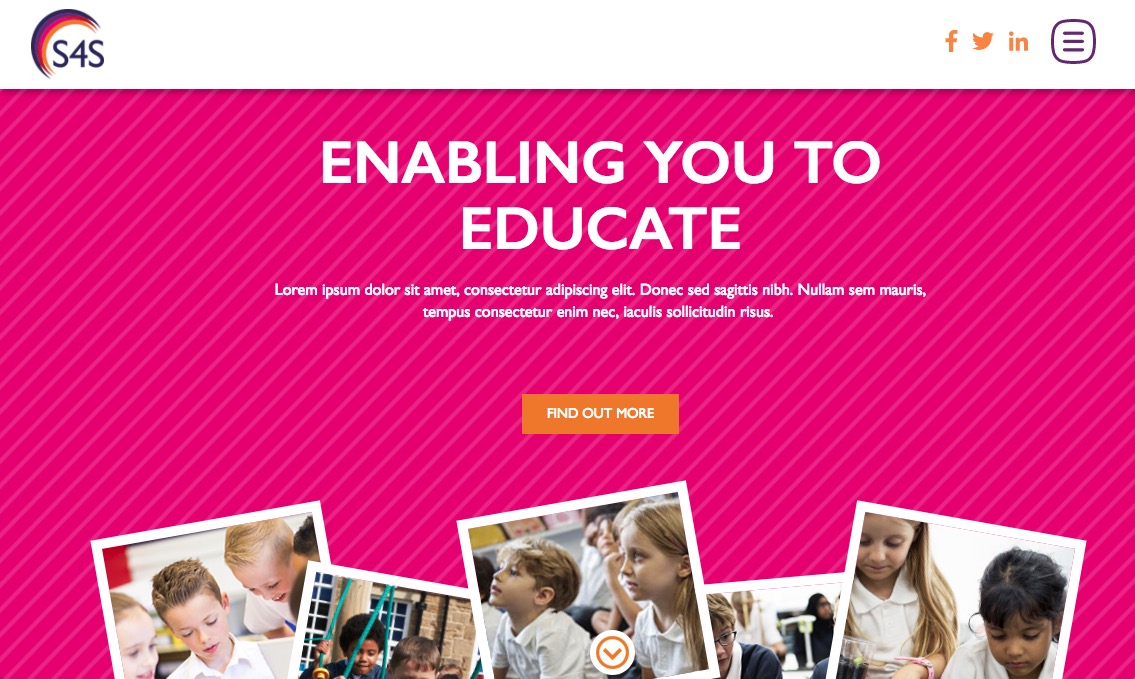 S4S
ENABLING YOU TO
EDUCATE
Lorem ipsum dolor sit amet, consectetur adipiscing elit. Donec sed sagittis nibh. Nullam sem mauris,
tempus consectetur enim nec, iaculis sollicitudin risus.
FIND OUT MORE